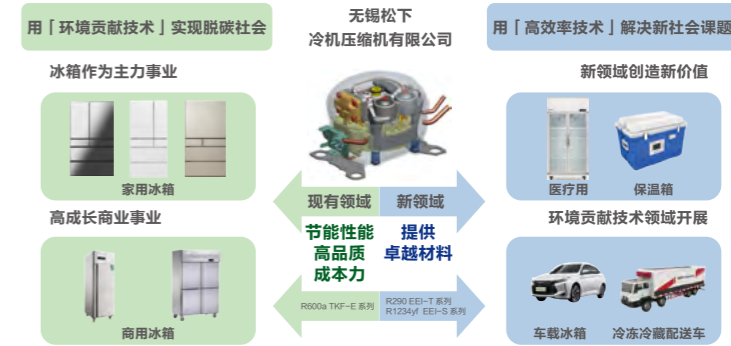 用「环境贡献技术」实现脱碳社会
无锡松下
冷机压缩机有限公司
用「高效率技术」解决新社会课题
冰箱作为主力事业
家用冰箱
高成长商业事业
商用冰箱
现有领域
新领域
节能性能
高品质
成本力
提供
卓越材料
R600a TKF-E 系列
R290 EEI-T 系列
R1234yf EEI-S 系列
新领域创造新价值
医疗用
保温箱
环境贡献技术领域开展
车载冰箱
冷冻冷藏配送车